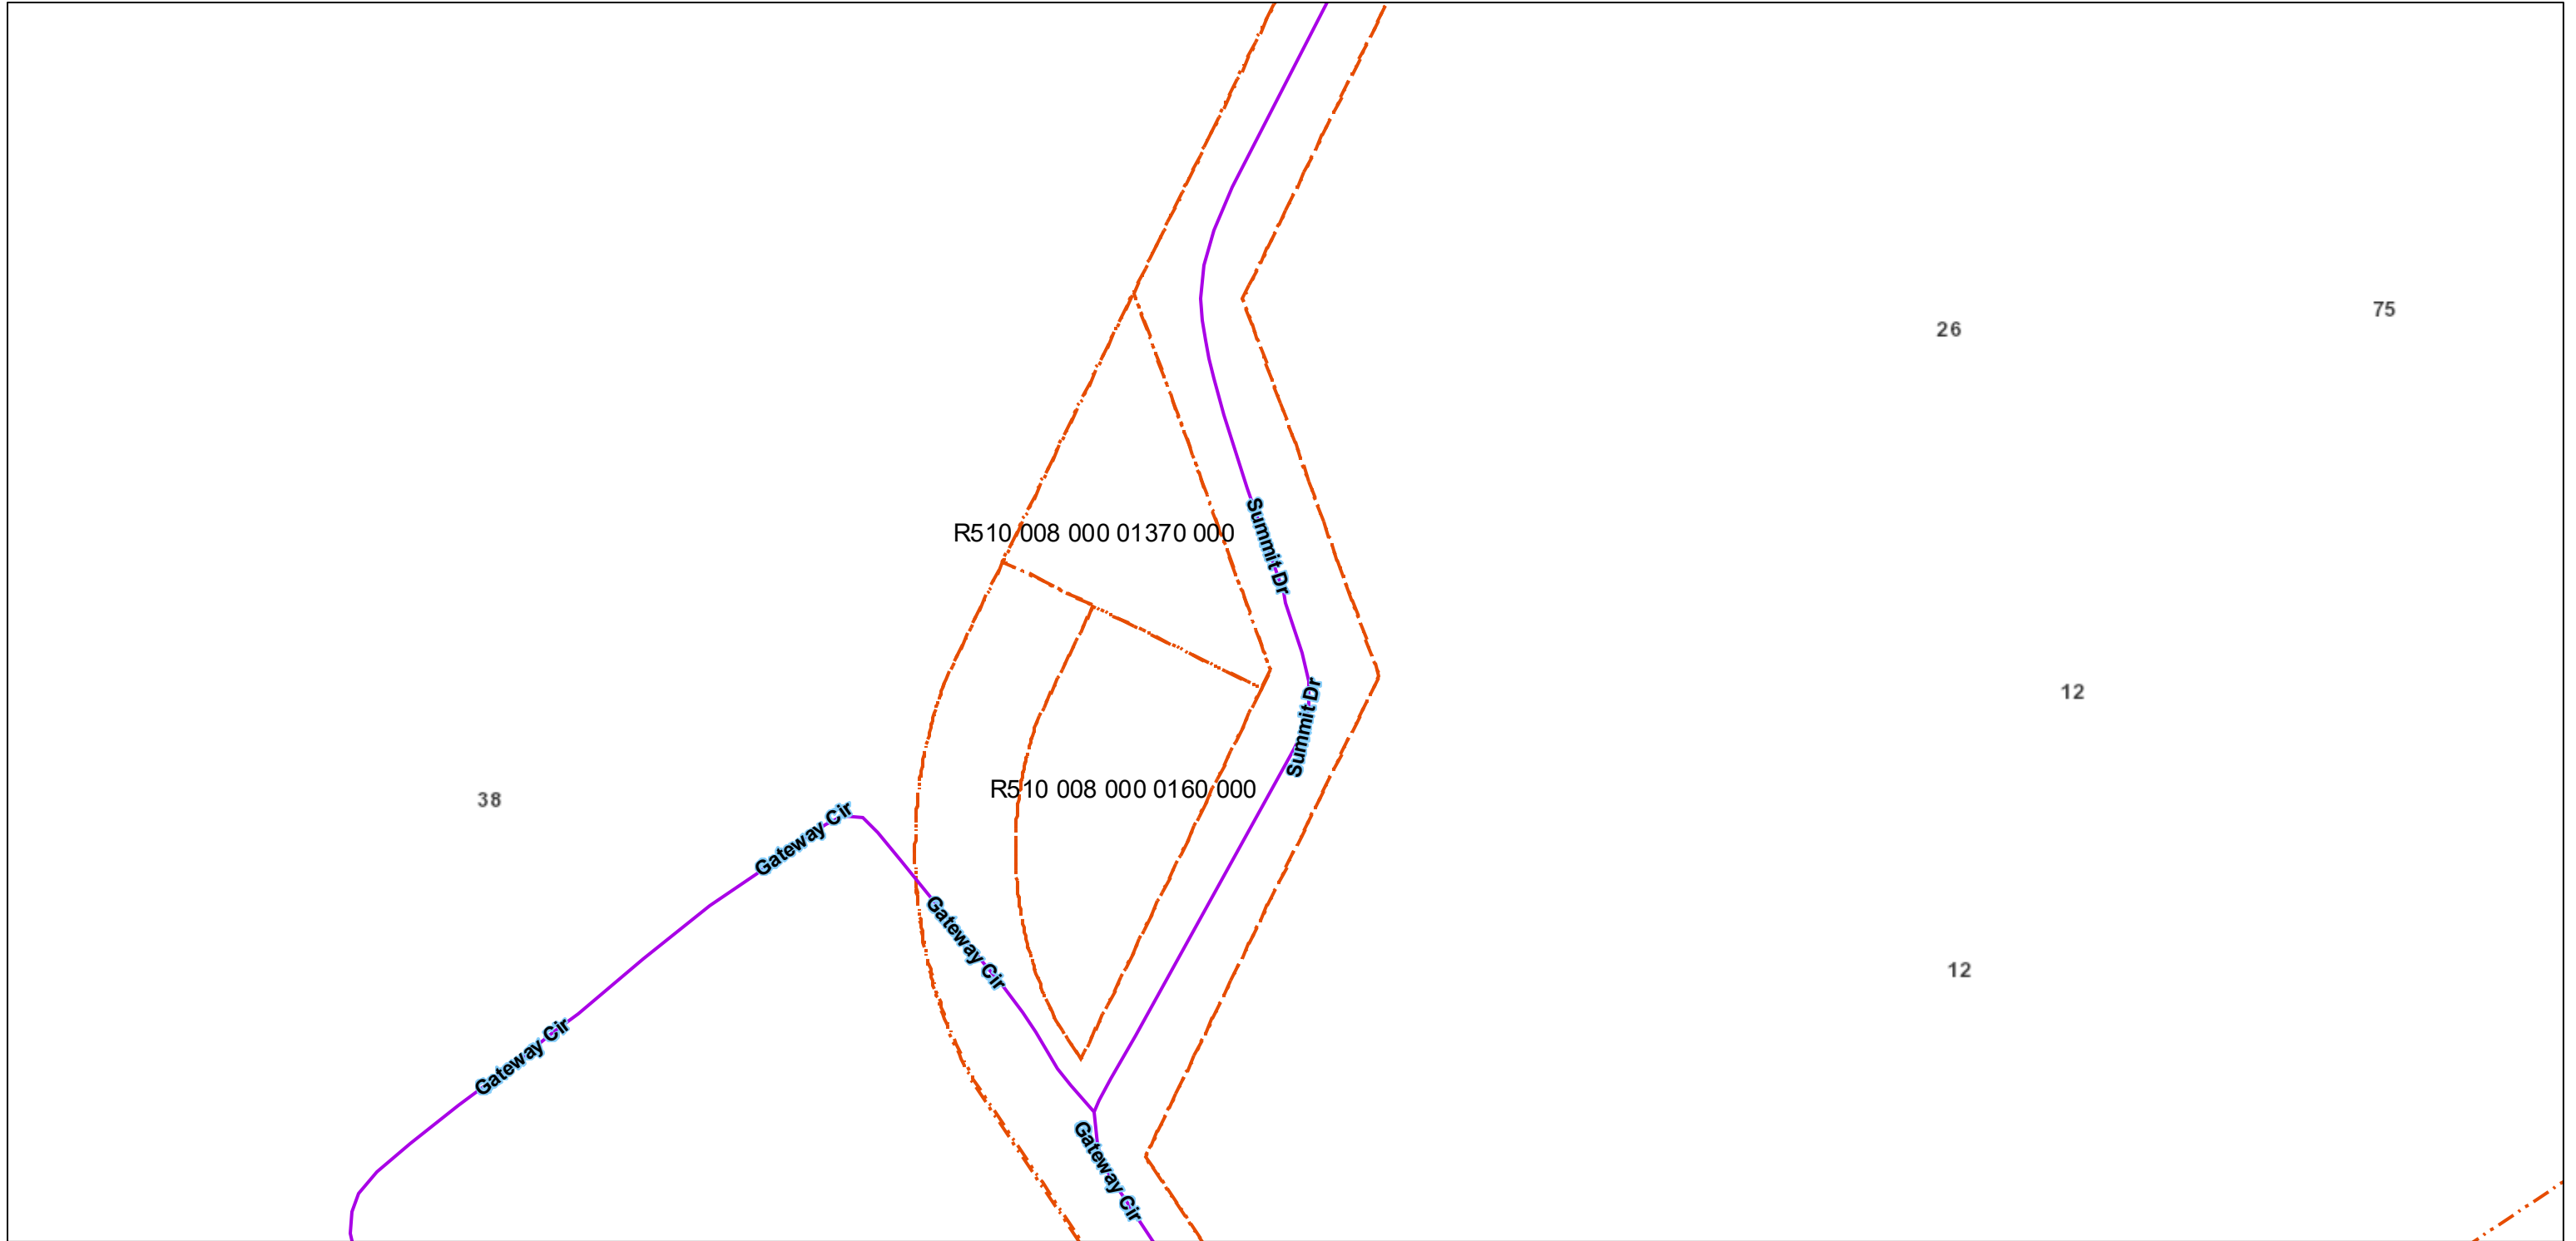 75
26
R510 008 000 01370 000
Summit Dr
12
Summit Dr
R510 008 000 0160 000
38
Gateway Cir
Gateway Cir
12
Gateway Cir
Gateway Cir